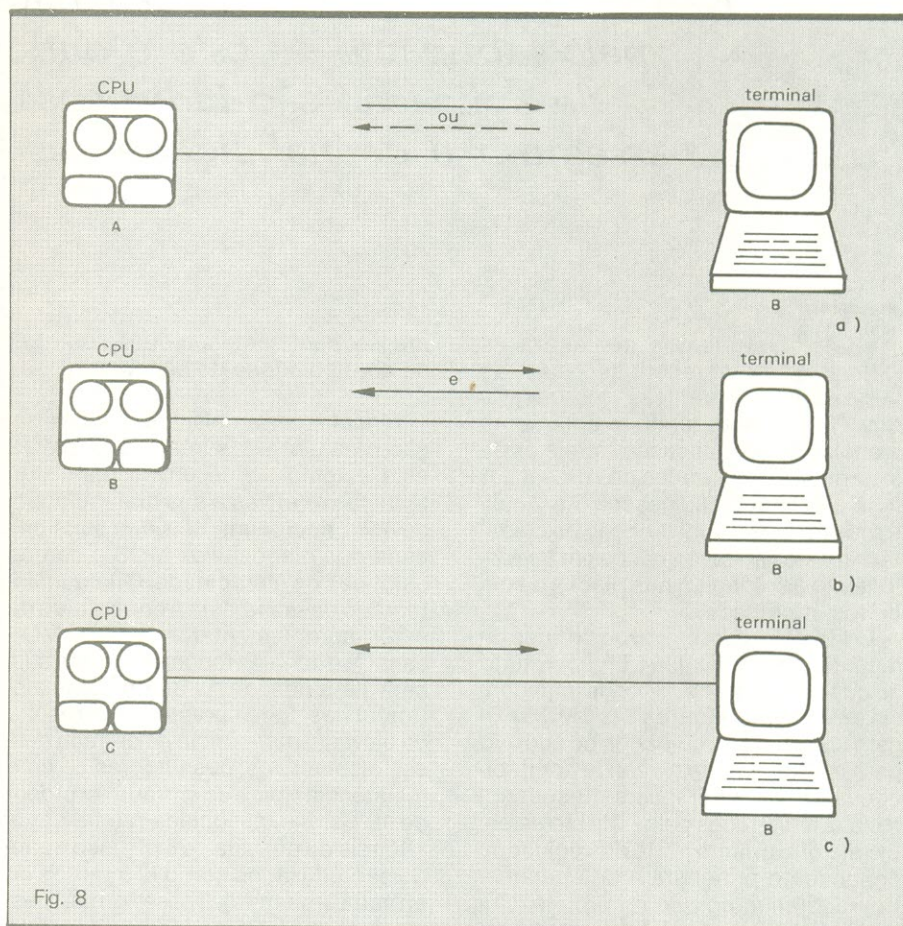 CPU
terminal
ou
A
B
a )
CPU
terminal
e
B
B
b )
CPU
terminal
C
B
c )
Fig. 8